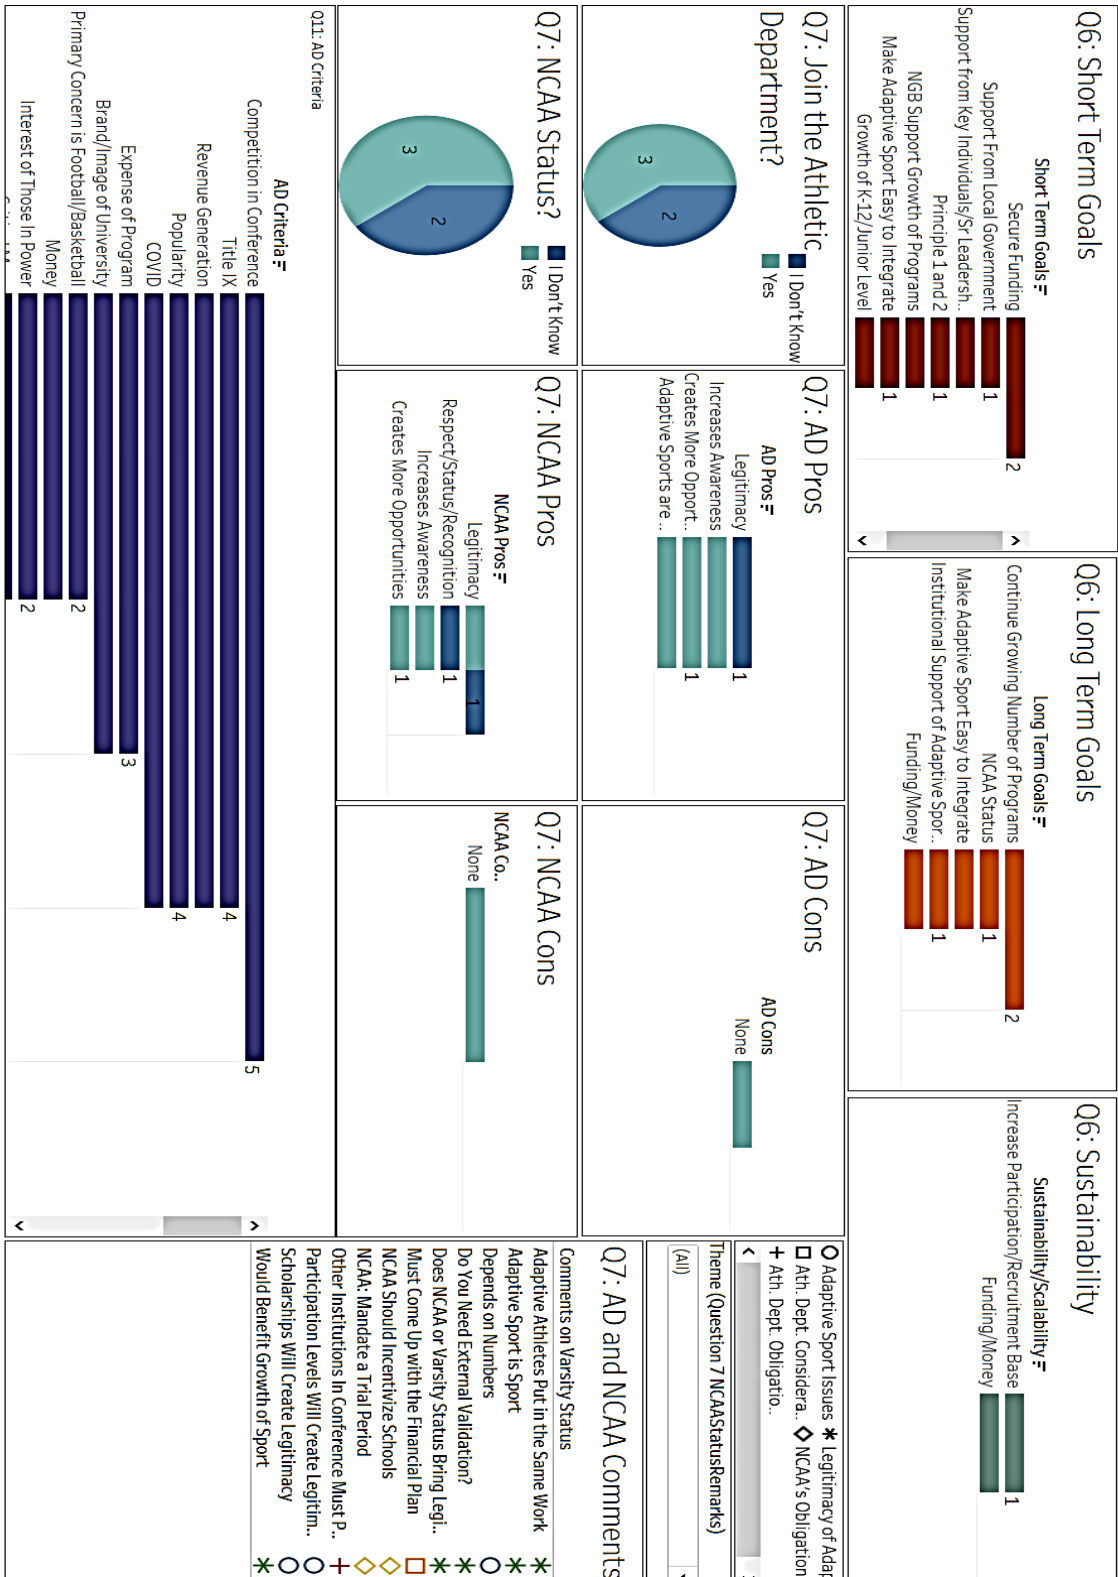 Q6: Short Term Goals
Short Term Goals
Secure Funding
2
Support From Local Government
1
Support from Key Individuals/Sr Leadersh..
Principle 1 and 2
1
NGB Support Growth of Programs
Make Adaptive Sport Easy to Integrate
1
Growth of K-12/Junior Level
Q6: Long Term Goals
Long Term Goals
Continue Growing Number of Programs
2
NCAA Status
1
Make Adaptive Sport Easy to Integrate
Institutional Support of Adaptive Spor..
1
Funding/Money
Q6: Sustainability
Sustainability/Scalability
Increase Participation/Recruitment Base
1
Funding/Money
Q7: Join the Athletic
Department?
I Don't Know
Yes
3
2
Q7: AD Pros
AD Pros
Legitimacy
1
Increases Awareness
Creates More Opport..
1
Adaptive Sports are ..
Q7: AD Cons
AD Cons
None
Adaptive Sport Issues
Legitimacy of Adap
Ath. Dept. Considera..
NCAA's Obligation
Ath. Dept. Obligatio..
Theme (Question 7 NCAAStatusRemarks)
(All)
Q7: NCAA Status?
I Don't Know
Yes
3
2
Q7: NCAA Pros
NCAA Pros
Legitimacy
1
Respect/Status/Recognition
1
Increases Awareness
Creates More Opportunities
1
Q7: NCAA Cons
NCAA Co..
None
Q7: AD and NCAA Comments
Comments on Varsity Status
Adaptive Athletes Put in the Same Work
Adaptive Sport is Sport
Depends on Numbers
Do You Need External Validation?
Does NCAA or Varsity Status Bring Legi..
Must Come Up with the Financial Plan
NCAA Should Incentivize Schools
NCAA: Mandate a Trial Period
Other Institutions In Conference Must P..
Participation Levels Will Create Legitim..
Scholarships Will Create Legitimacy
Would Benefit Growth of Sport
Q11: AD Criteria
AD Criteria
Competition in Conference
5
Title IX
4
Revenue Generation
Popularity
4
COVID
Expense of Program
3
Brand/Image of University
Primary Concern is Football/Basketball
2
Money
Interest of Those In Power
2